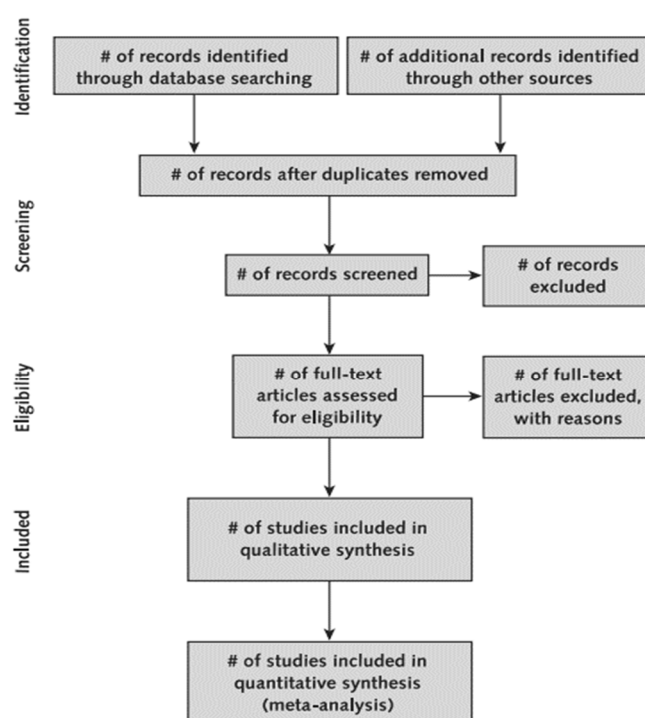 Identification
# of records identified
through database searching
# of additional records identified
through other sources
# of records after duplicates removed
Screening
# of records screened
# of records
excluded
Eligibility
# of full-text
articles assessed
for eligibility
# of full-text
articles excluded,
with reasons
Included
# of studies included in
qualitative synthesis
# of studies included in
quantitative synthesis
(meta-analysis)